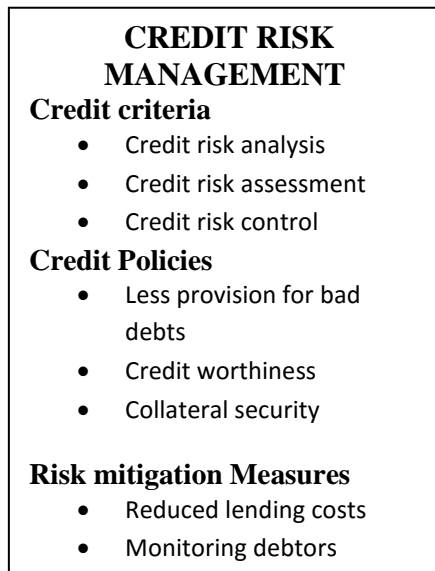 CREDIT RISK
MANAGEMENT
Credit criteria
• Credit risk analysis
• Credit risk assessment
• Credit risk control
Credit Policies
• Less provision for bad
debts
• Credit worthiness
• Collateral security
Risk mitigation Measures
• Reduced lending costs
• Monitoring debtors